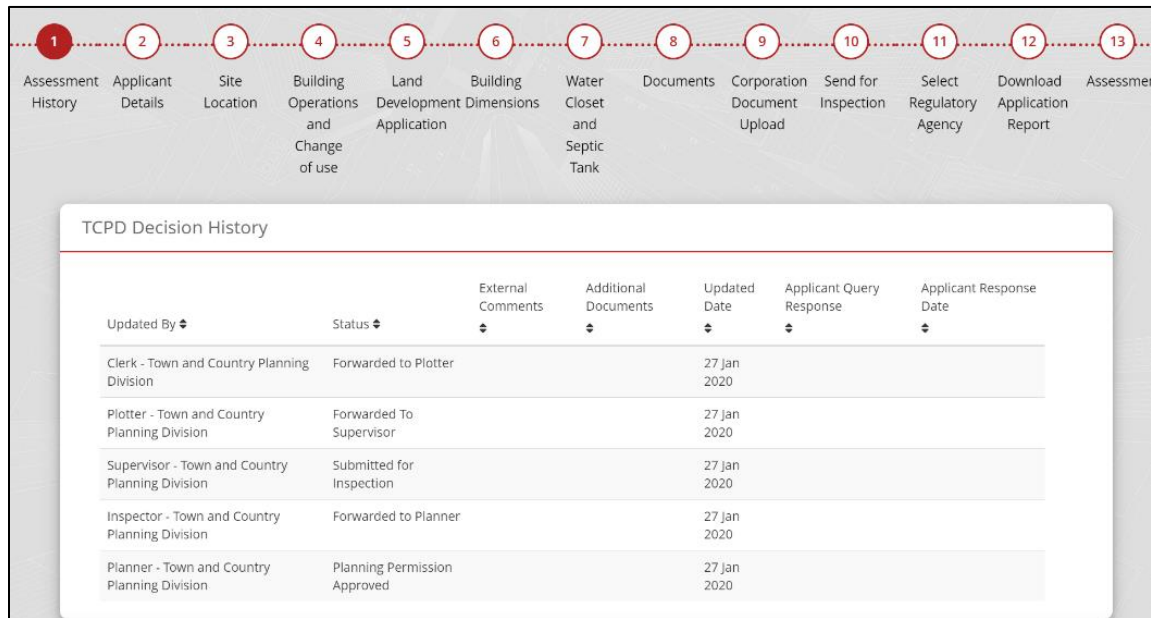 1 2 3 4 5 6 7 8 9 10 11 12 13
Assessment History
Applicant Details
Site Location
Building Operations and Change of use
Land Development Application
Building Dimensions
Water Closet and Septic Tank
Documents
Corporation Document Upload
Send for Inspection
Select Regulatory Agency
Download Application Report
TCPD Decision History
Updated By Status External Comments Additional Documents Updated Date Applicant Query Response Applicant Response Date
Clerk - Town and Country Planning Division Forwarded to Plotter 27 Jan 2020
Plotter - Town and Country Planning Division Forwarded To Supervisor 27 Jan 2020
Supervisor - Town and Country Planning Division Submitted for Inspection 27 Jan 2020
Inspector - Town and Country Planning Division Forwarded to Planner 27 Jan 2020
Planner - Town and Country Planning Division Planning Permission Approved 27 Jan 2020